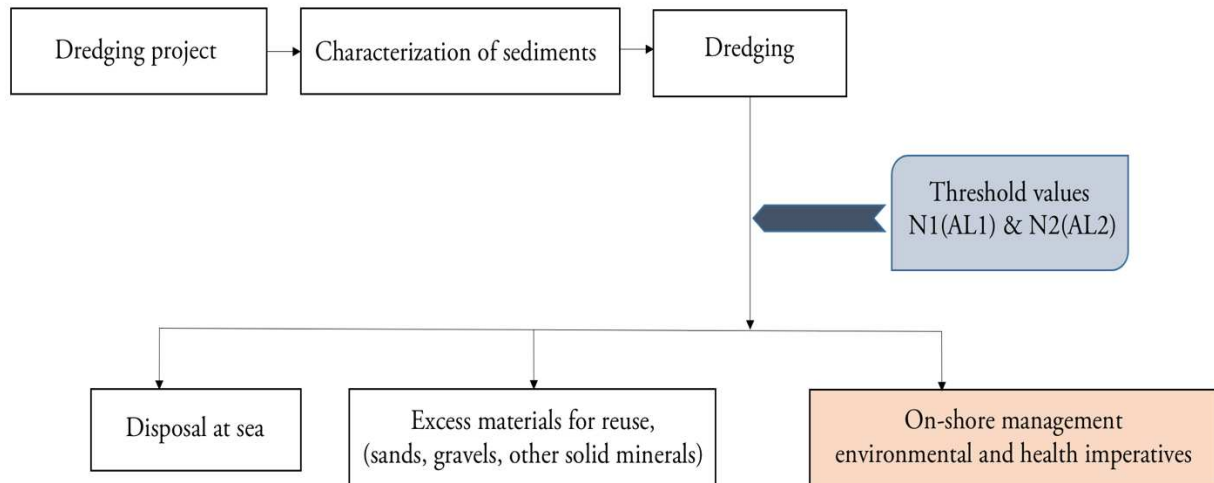 Dredging project
Characterization of sediments
Dredging
Threshold values
N1(AL1) & N2(AL2)
Disposal at sea
Excess materials for reuse,
(sands, gravels, other solid minerals)
On-shore management
environmental and health imperatives